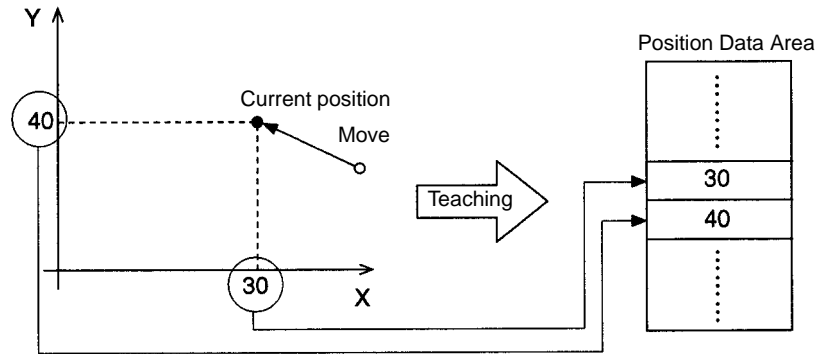 Y
Position Data Area
Current position
40
Move
Teaching
30
40
30
X